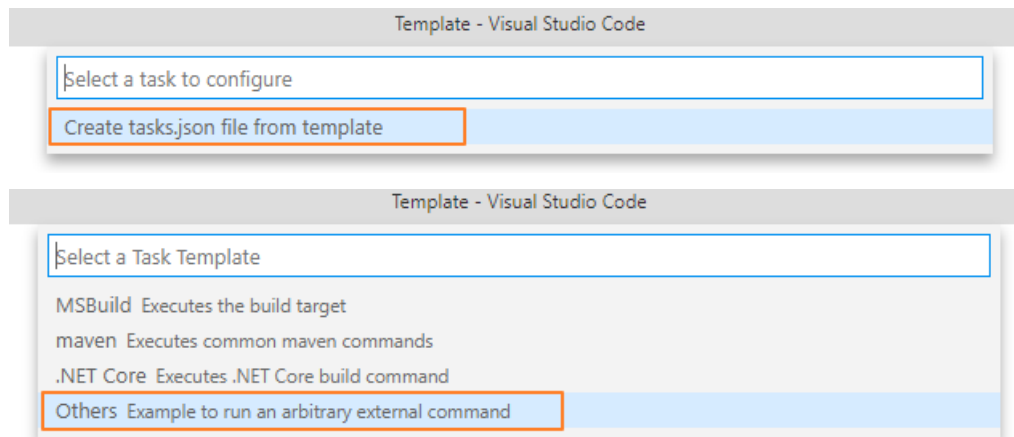 Template - Visual Studio Code
Select a task to configure
Create tasks.json file from template
Template - Visual Studio Code
Select a Task Template
MSBuild Executes the build target
maven Executes common maven commands
.NET Core Executes .NET Core build command
Others Example to run an arbitrary external command